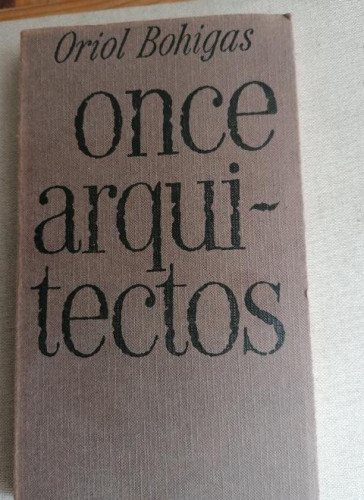 Oriol Bohigas
once
arqui-
tectos